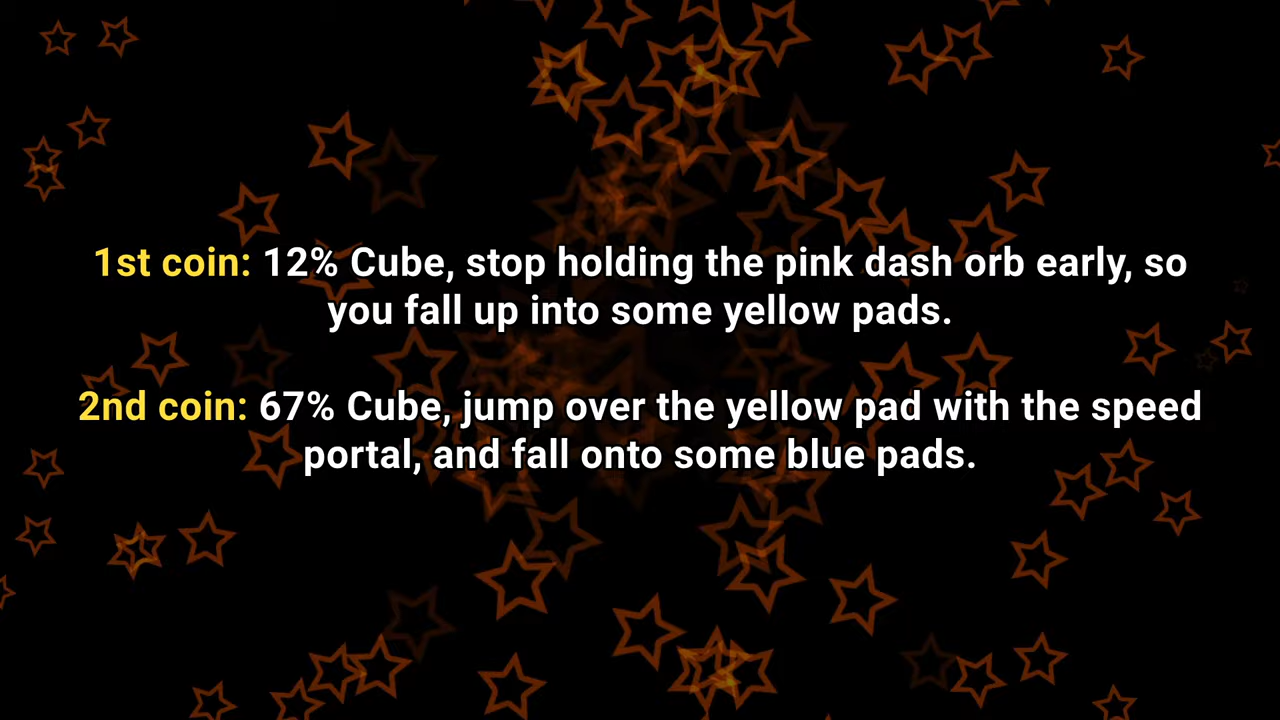 1st coin: 12% Cube, stop holding the pink dash orb early, so
you fall up into some yellow pads.
2nd coin: 67% Cube, jump over the yellow pad with the speed
portal, and fall onto some blue pads.